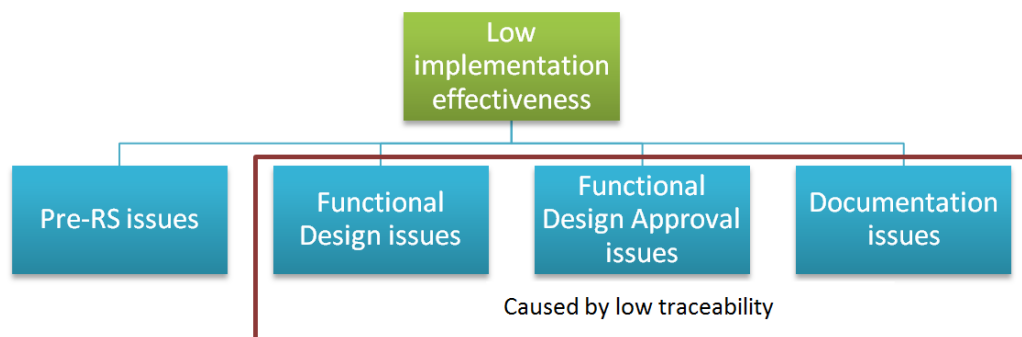 Low
implementation
effectiveness
Pre-RS issues
Functional
Design issues
Functional
Design Approval
issues
Documentation
issues
Caused by low traceability